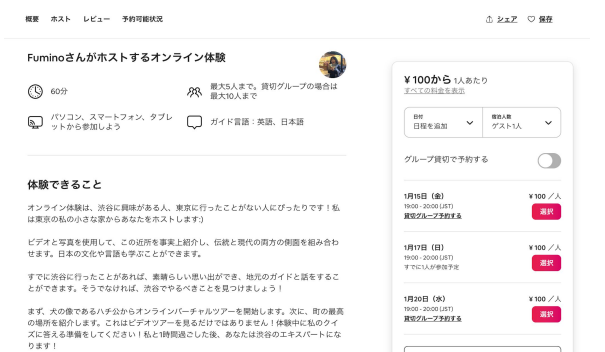 概要 ホスト レビュー 予約可能状況
シェア 保存
Fuminoさんがホストするオンライン体験
60分
最大5人まで。貸切グループの場合は
最大10人まで
パソコン、スマートフォン、タブレ
ットから参加しよう
ガイド言語：英語、日本語
体験できること
オンライン体験は、渋谷に興味がある人、東京に行ったことがない人にぴったりです！私
は東京の私の小さな家からあなたをホストします:)
ビデオと写真を使用して、この近所を事実上紹介し、伝統と現代の両方の側面を組み合わ
せます。日本の文化や言語も学ぶことができます。
すでに渋谷に行ったことがあれば、素晴らしい思い出ができ、地元のガイドと話をするこ
とができます。そうでなければ、渋谷でやるべきことを見つけましょう！
まず、犬の像であるハチ公からオンラインバーチャルツアーを開始します。次に、町の最高
の場所を紹介します。これはビデオツアーを見るだけではありません！体験中に私のクイ
ズに答える準備をしてください！私と1時間過ごした後、あなたは渋谷のエキスパートにな
ります！
¥100から 1人あたり
すべての料金を表示
日付
日程を追加
宿泊人数
ゲスト1人
グループ貸切で予約する
1月15日（金） ¥100 ／人
19:00 - 20:00 (JST)
貸切グループ予約する
選択
1月17日（日） ¥100 ／人
19:00 - 20:00 (JST)
すでに1人が参加予定
選択
1月20日（水） ¥100 ／人
19:00 - 20:00 (JST)
貸切グループ予約する
選択